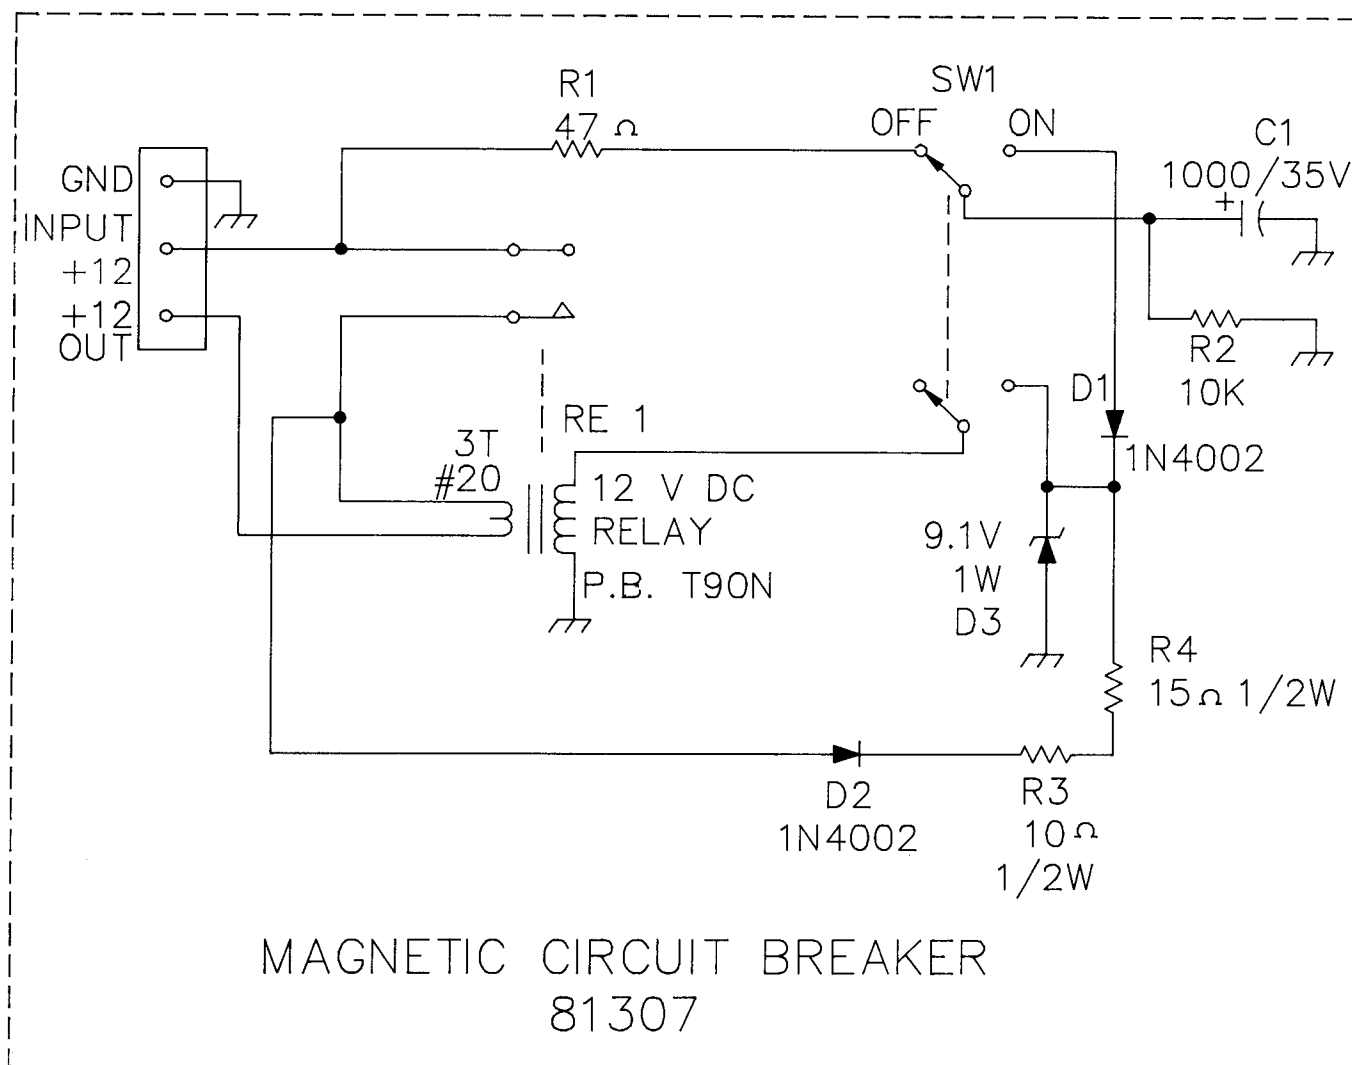 R1
47 Ω
SW1
OFF
ON
C1
1000/35V
+
GND
INPUT
+12
+12
OUT
R2
10K
D1
1N4002
RE 1
3T
#20
12 V DC
RELAY
P.B. T90N
9.1V
1W
D3
R4
15Ω 1/2W
D2
1N4002
R3
10Ω
1/2W
MAGNETIC CIRCUIT BREAKER
81307